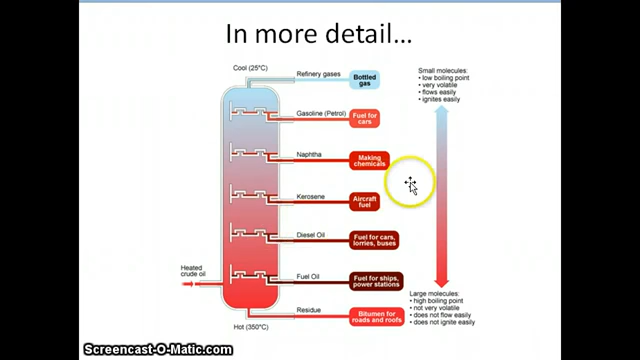 In more detail...
Cool (25°C)
Refinery gases
Bottled
gas
Gasoline (Petrol)
Fuel for
cars
Naphtha
Making
chemicals
Kerosene
Aircraft
fuel
Diesel Oil
Fuel for cars,
lorries, buses
Heated
crude oil
Fuel Oil
Fuel for ships,
power stations
Residue
Bitumen for
roads and roofs
Hot (350°C)
Small molecules:
• low boiling point
• very volatile
• flows easily
• ignites easily
Large molecules:
• high boiling point
• not very volatile
• does not flow easily
• does not ignite easily
Screencast-O-Matic.com